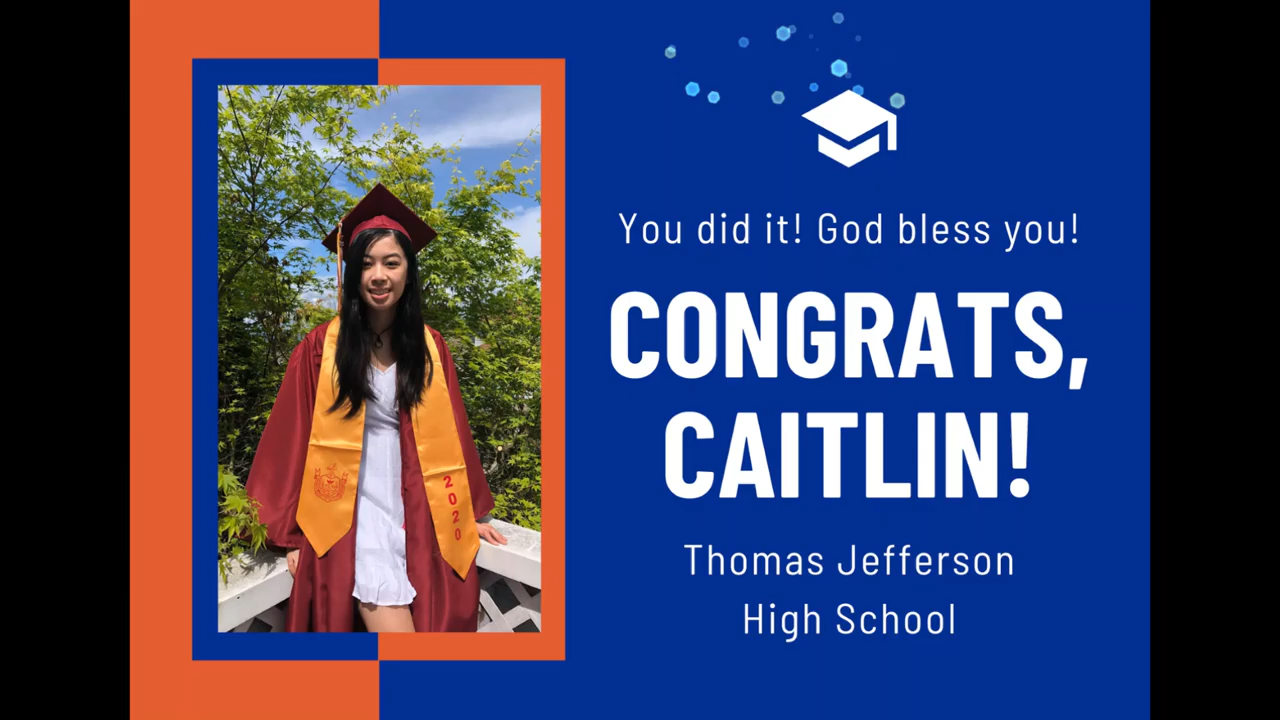 You did it! God bless you!
CONGRATS,
CAITLIN!
Thomas Jefferson
High School
2020